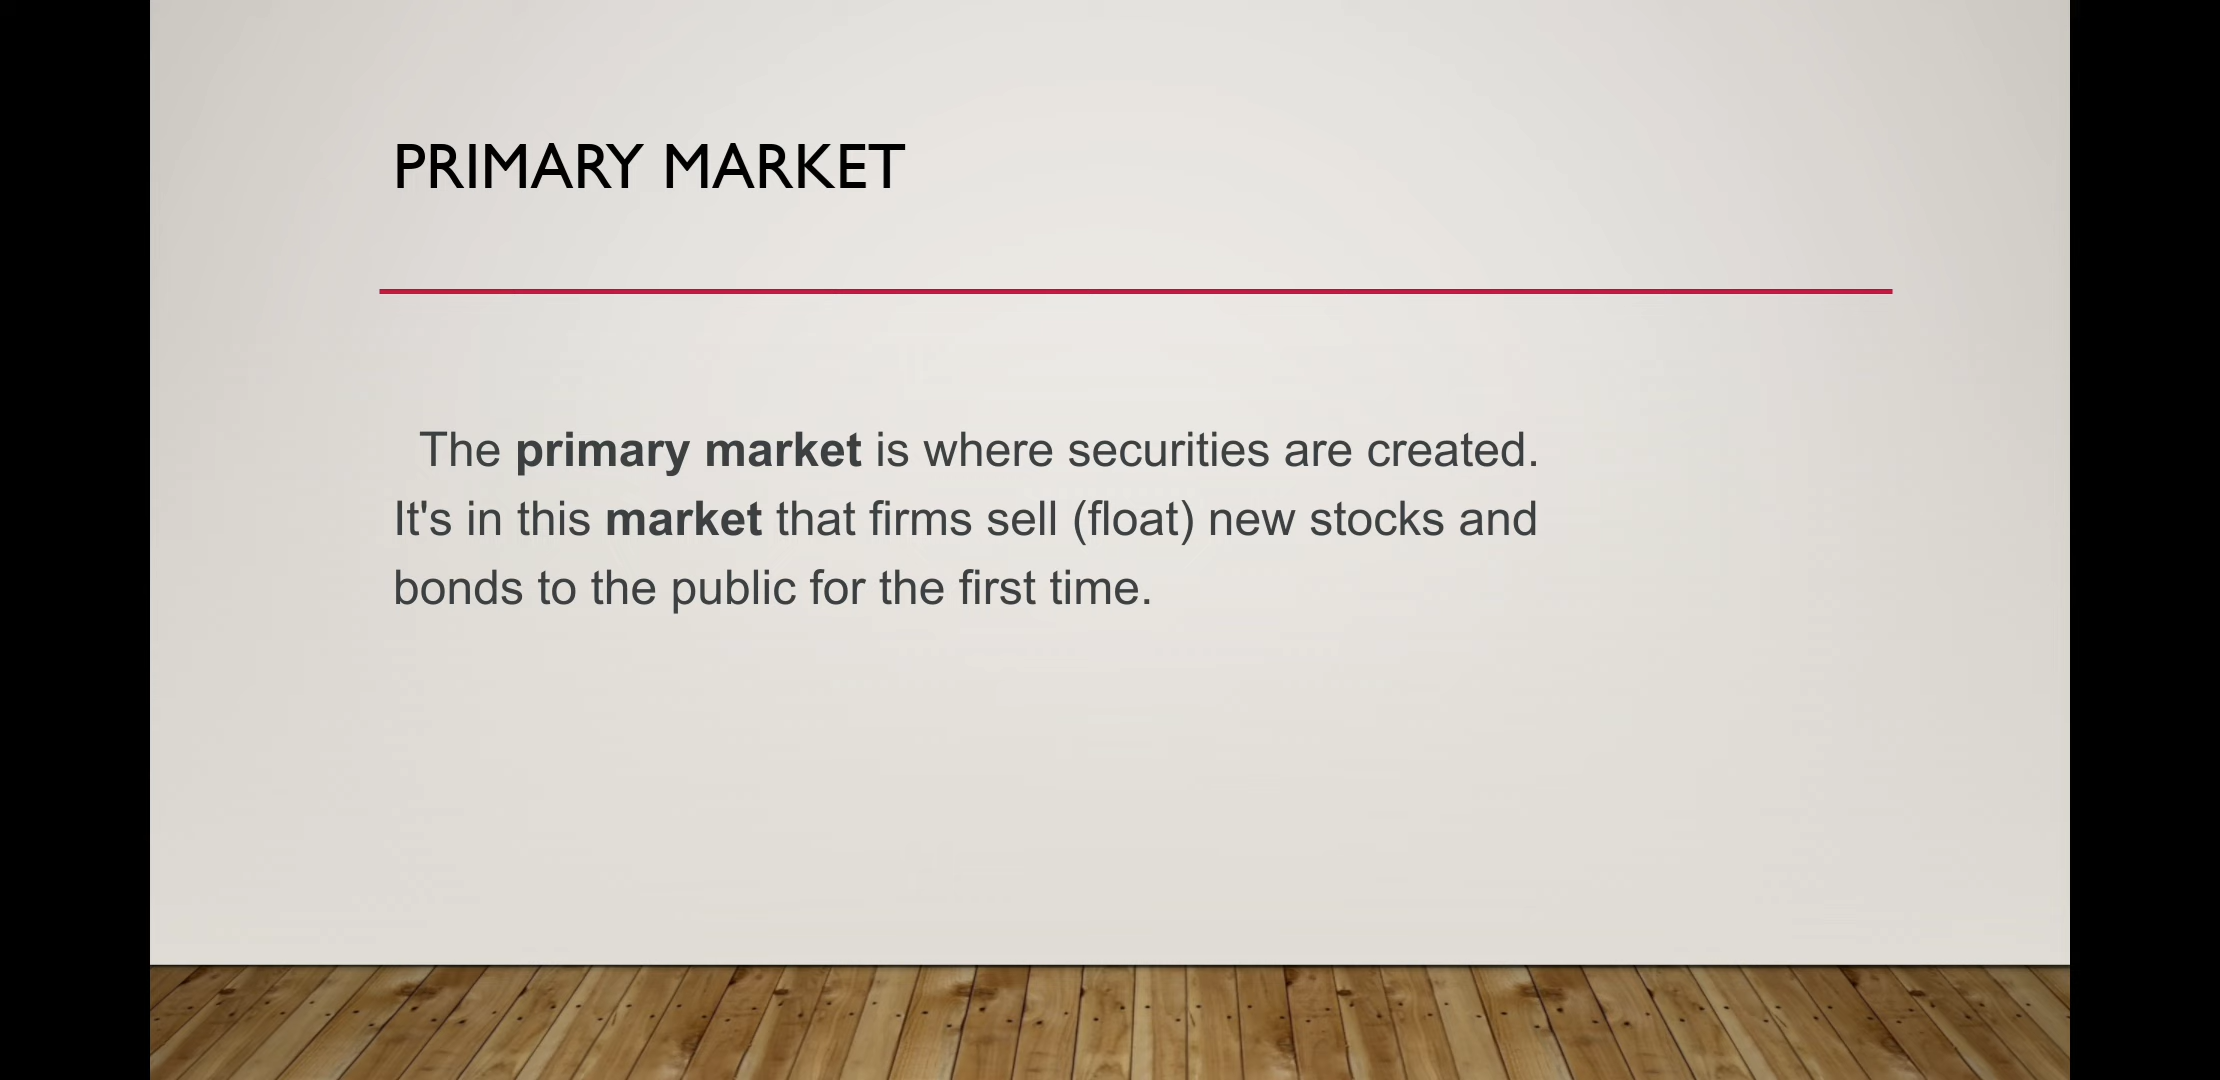 PRIMARY MARKET
The primary market is where securities are created.
It's in this market that firms sell (float) new stocks and
bonds to the public for the first time.